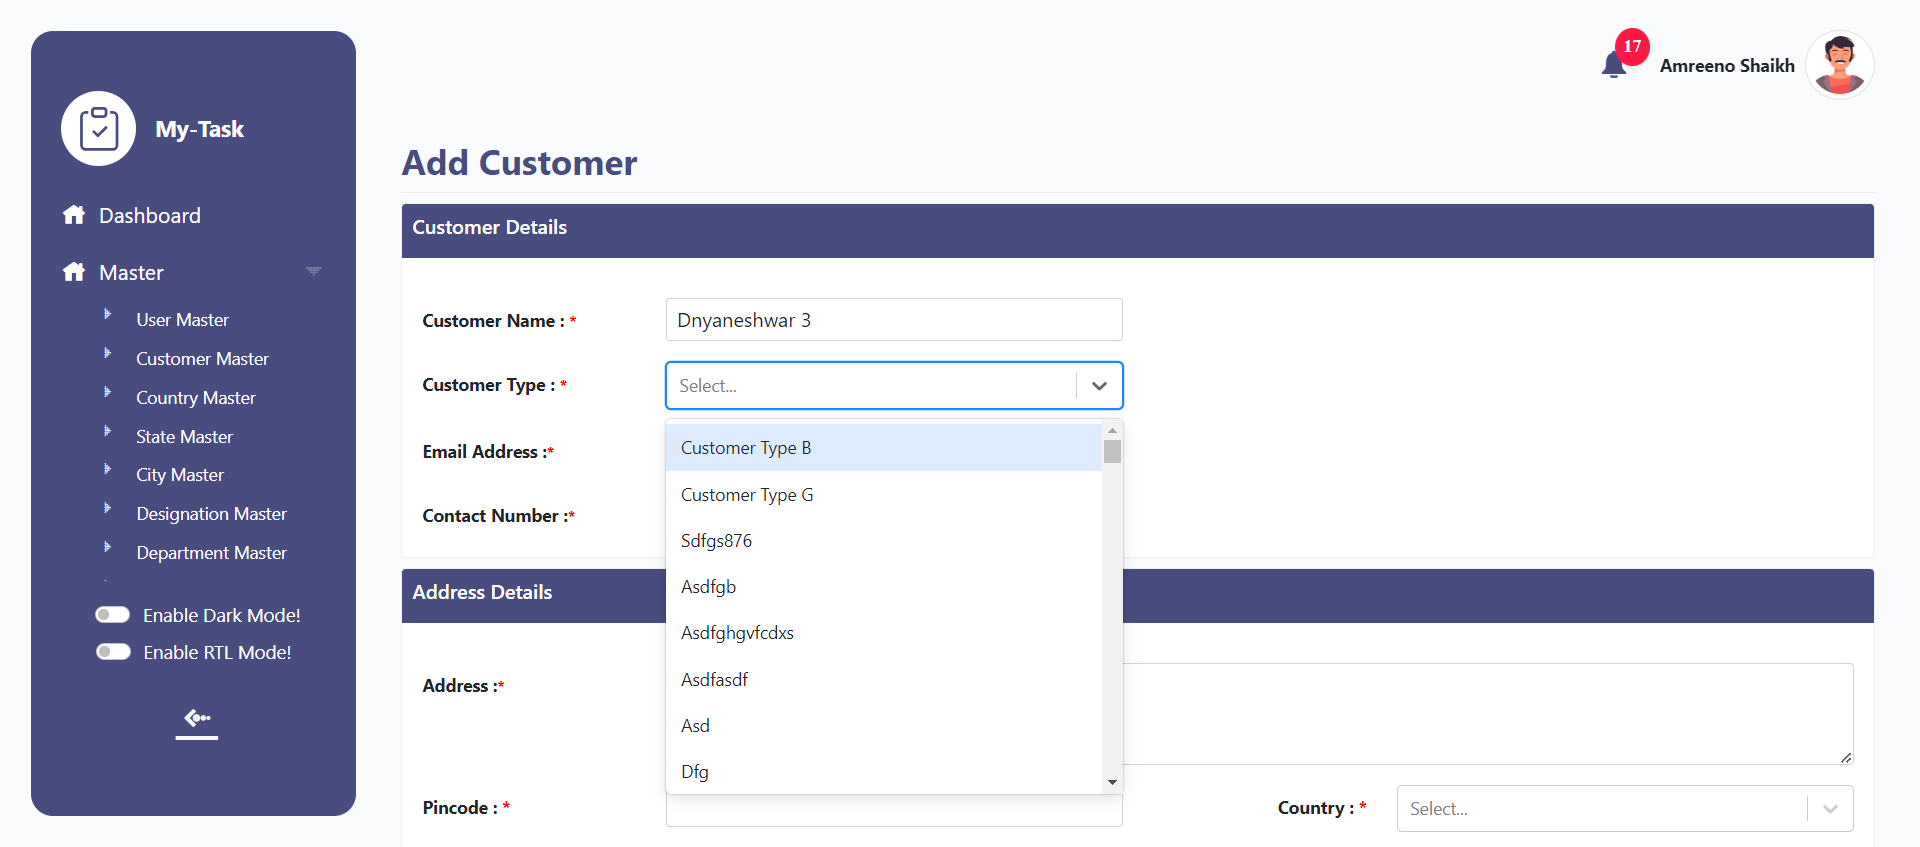 17
Amreeno Shaikh
My-Task
Dashboard
Master
User Master
Customer Master
Country Master
State Master
City Master
Designation Master
Department Master
Enable Dark Mode!
Enable RTL Mode!
Add Customer
Customer Details
Customer Name : *
Dnyaneshwar 3
Customer Type : *
Select...
Email Address :*
Contact Number :*
Customer Type B
Customer Type G
Sdfgs876
Asdfgb
Asdfghgvfcdxs
Asdfasdf
Asd
Dfg
Address Details
Address :*
Pincode : *
Country : *
Select...